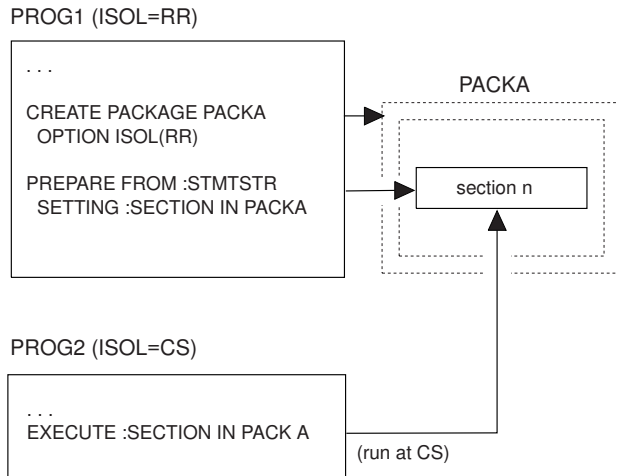 PROG1 (ISOL=RR)
. . .
CREATE PACKAGE PACKA
OPTION ISOL(RR)
PREPARE FROM :STMTSTR
SETTING :SECTION IN PACKA
PACKA
section n
PROG2 (ISOL=CS)
. . .
EXECUTE :SECTION IN PACK A
(run at CS)